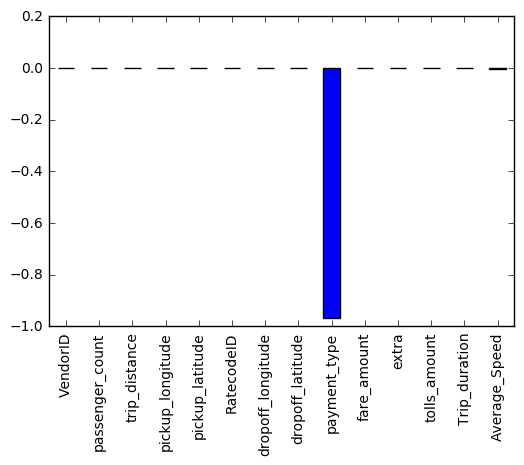 0.2
0.0
−0.2
−0.4
−0.6
−0.8
−1.0
VendorID
passenger_count
trip_distance
pickup_longitude
pickup_latitude
RatecodeID
dropoff_longitude
dropoff_latitude
payment_type
fare_amount
extra
tolls_amount
Trip_duration
Average_Speed